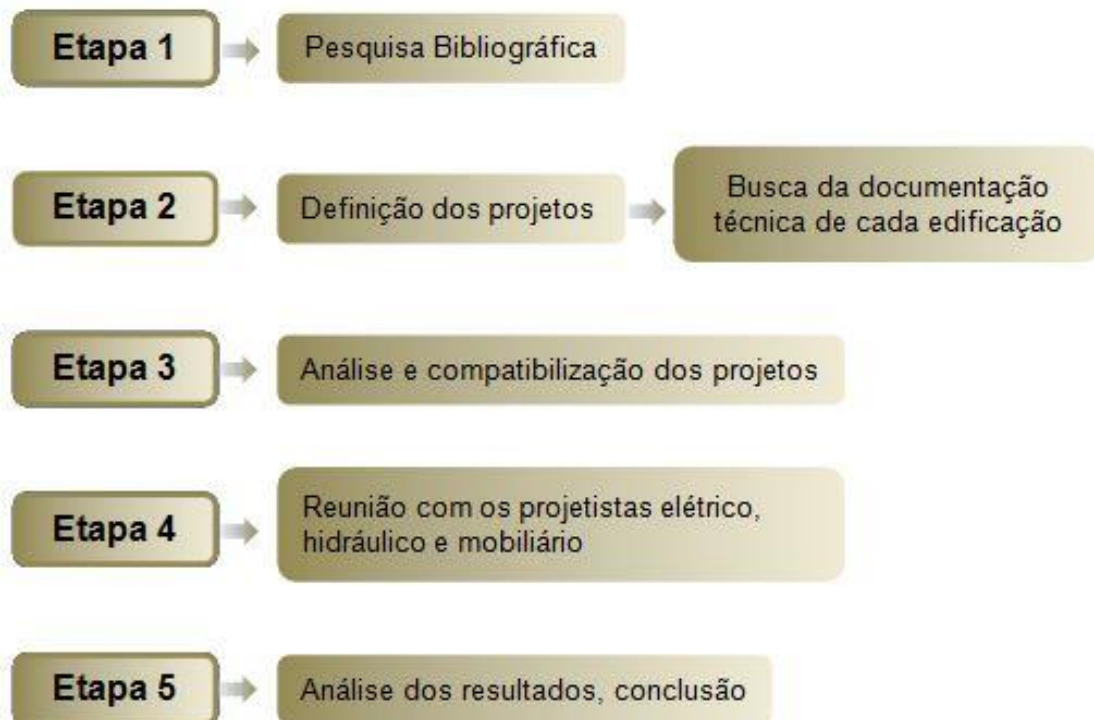 Etapa 1
Pesquisa Bibliográfica
Etapa 2
Definição dos projetos
Busca da documentação
técnica de cada edificação
Etapa 3
Análise e compatibilização dos projetos
Etapa 4
Reunião com os projetistas elétrico,
hidráulico e mobiliário
Etapa 5
Análise dos resultados, conclusão